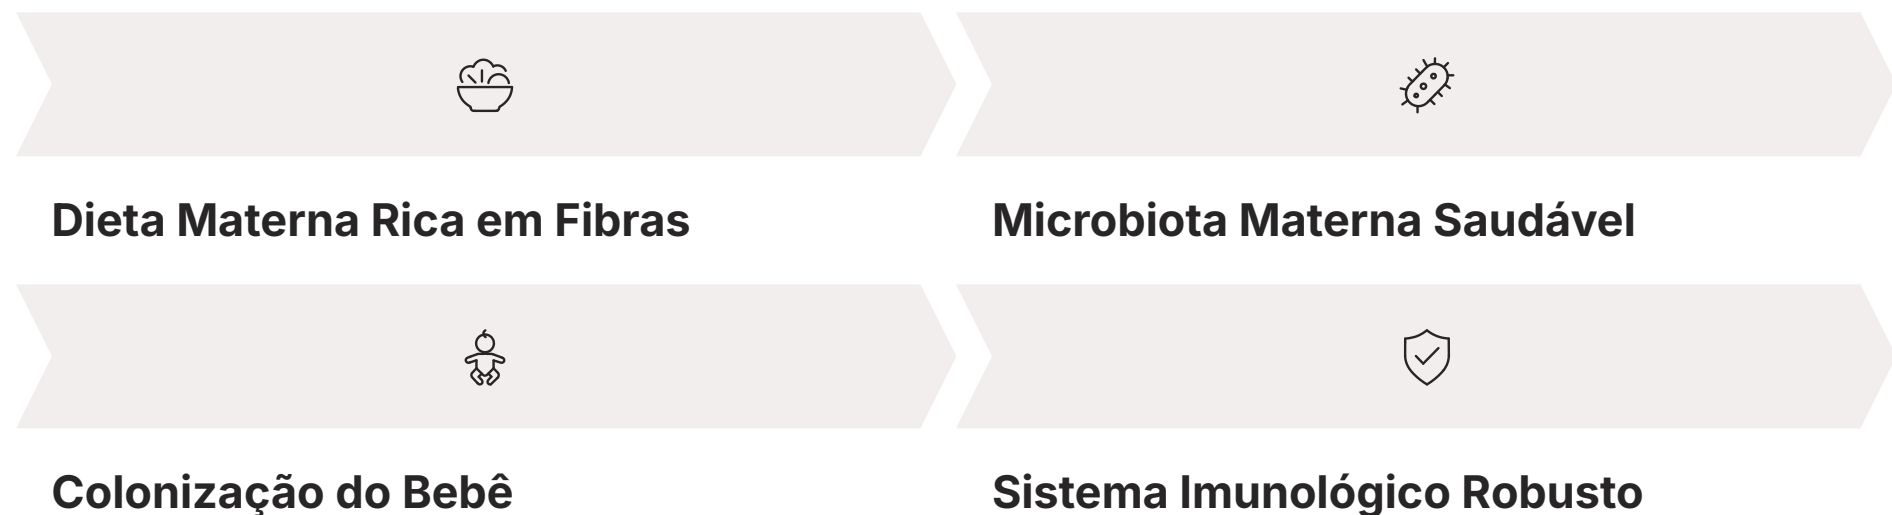 Dieta Materna Rica em Fibras
Microbiota Materna Saudável
Colonização do Bebê
Sistema Imunológico Robusto